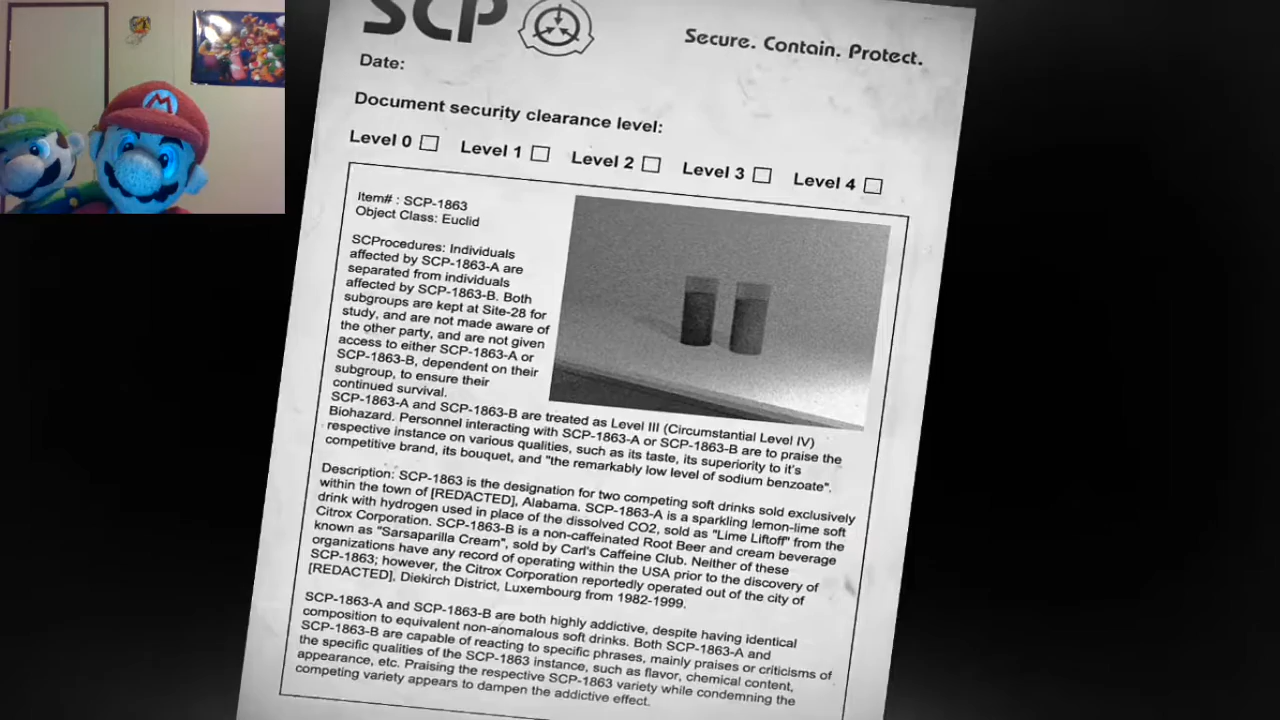 SCP
Secure. Contain. Protect.
Date:
Document security clearance level:
Level 0 Level 1 Level 2 Level 3 Level 4
Item# : SCP-1863
Object Class: Euclid
SCProcedures: Individuals
affected by SCP-1863-A are
separated from individuals
affected by SCP-1863-B. Both
subgroups are kept at Site-28 for
study, and are not made aware of
the other party, and are not given
access to either SCP-1863-A or
SCP-1863-B, dependent on their
subgroup, to ensure their
continued survival.
SCP-1863-A and SCP-1863-B are treated as Level III (Circumstantial Level IV)
Biohazard. Personnel interacting with SCP-1863-A or SCP-1863-B are to praise the
respective instance on various qualities, such as its taste, its superiority to it's
competitive brand, its bouquet, and "the remarkably low level of sodium benzoate".
Description: SCP-1863 is the designation for two competing soft drinks sold exclusively
within the town of [REDACTED], Alabama. SCP-1863-A is a sparkling lemon-lime soft
drink with hydrogen used in place of the dissolved CO2, sold as "Lime Liftoff" from the
Citrox Corporation. SCP-1863-B is a non-caffeinated Root Beer and cream beverage
known as "Sarsaparilla Cream", sold by Carl's Caffeine Club. Neither of these
organizations have any record of operating within the USA prior to the discovery of
SCP-1863; however, the Citrox Corporation reportedly operated out of the city of
[REDACTED], Diekirch District, Luxembourg from 1982-1999.
SCP-1863-A and SCP-1863-B are both highly addictive, despite having identical
composition to equivalent non-anomalous soft drinks. Both SCP-1863-A and
SCP-1863-B are capable of reacting to specific phrases, mainly praises or criticisms of
the specific qualities of the SCP-1863 instance, such as flavor, chemical content,
appearance, etc. Praising the respective SCP-1863 variety while condemning the
competing variety appears to dampen the addictive effect.
M